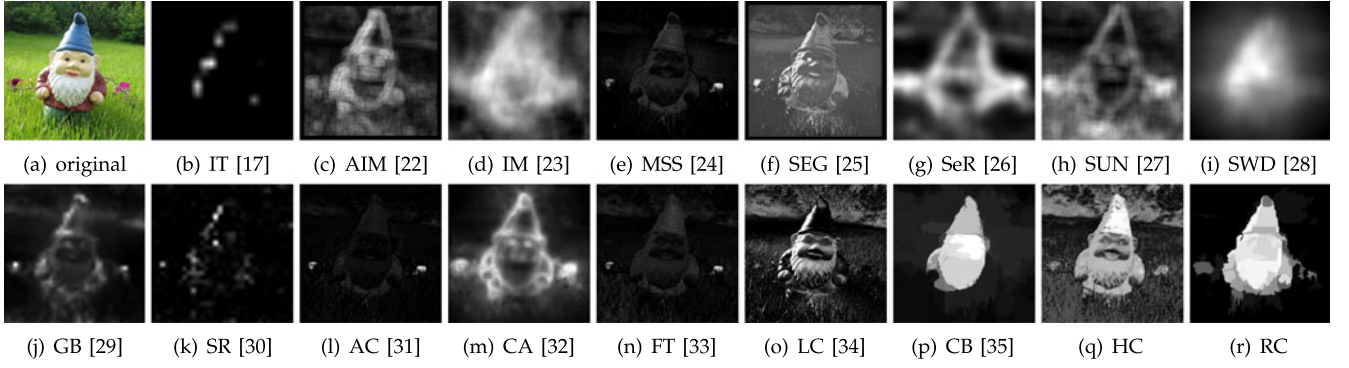 (a) original (b) IT [17] (c) AIM [22] (d) IM [23] (e) MSS [24] (f) SEG [25] (g) SeR [26] (h) SUN [27] (i) SWD [28]
(j) GB [29] (k) SR [30] (l) AC [31] (m) CA [32] (n) FT [33] (o) LC [34] (p) CB [35] (q) HC (r) RC